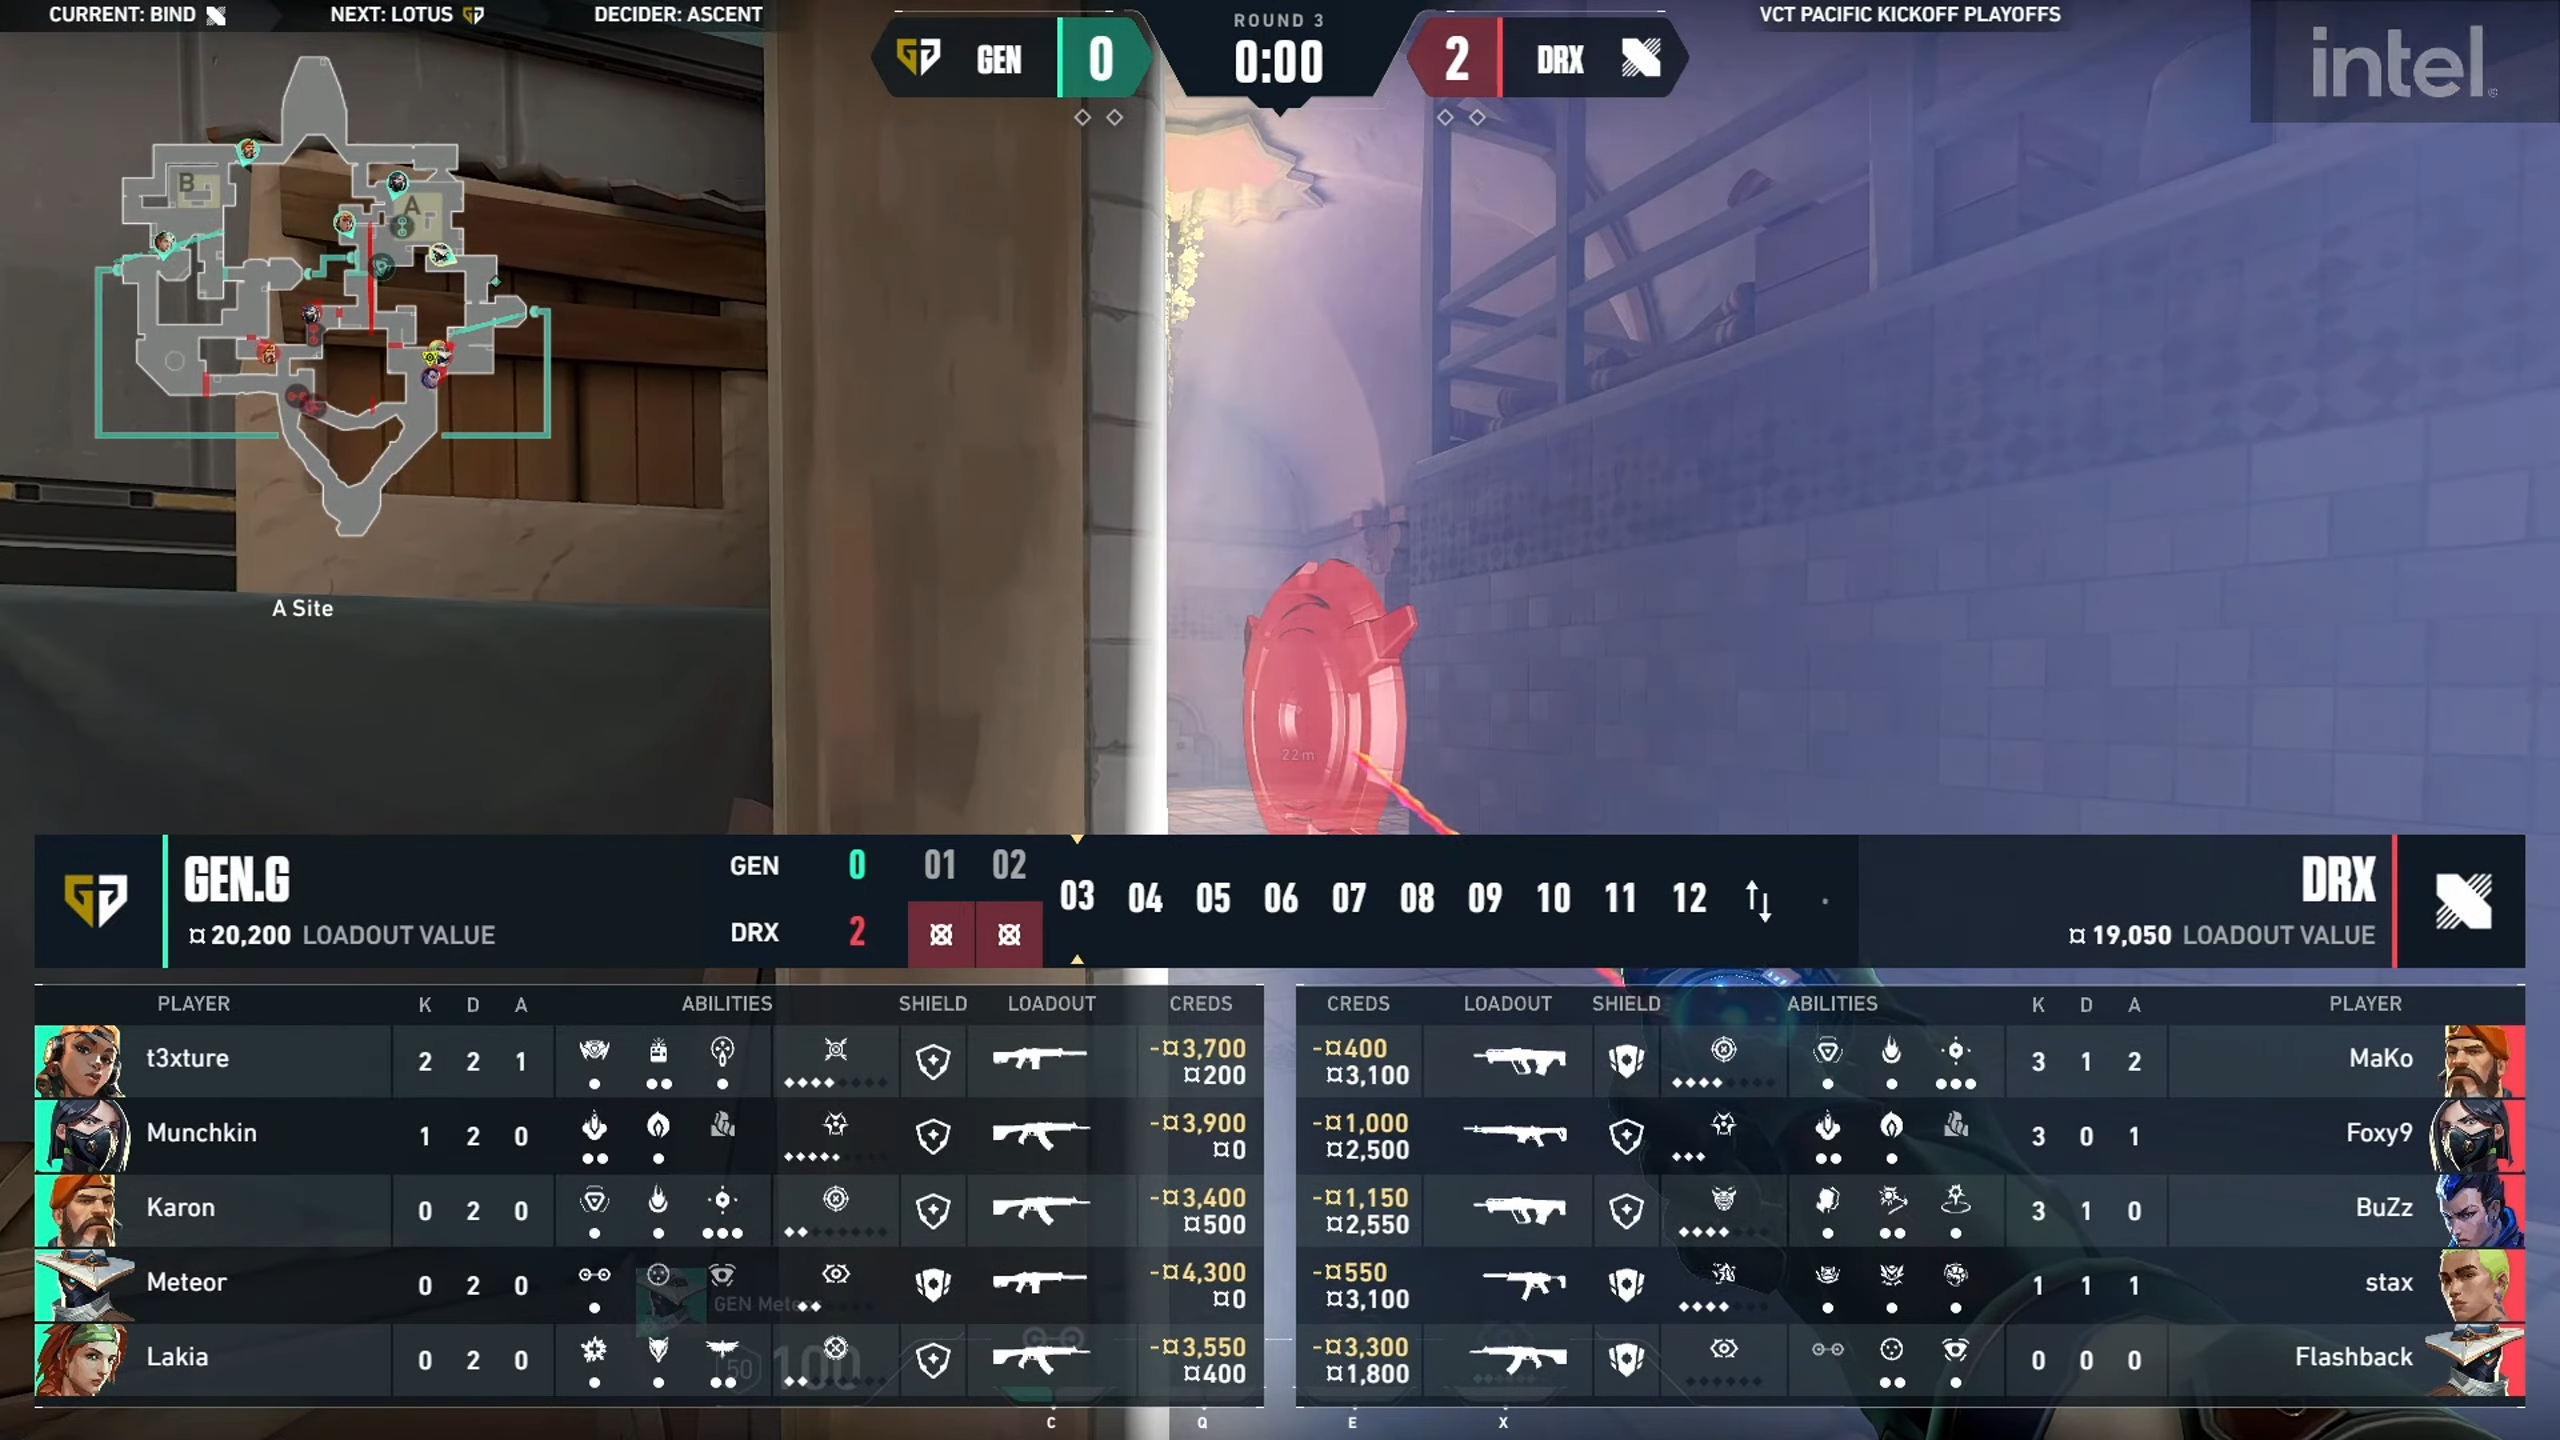 CURRENT: BIND
NEXT: LOTUS
DECIDER: ASCENT
GEN 0
ROUND 3
0:00
2 DRX
VCT PACIFIC KICKOFF PLAYOFFS
intel
B
A
A Site
22m
GEN.G
20,200 LOADOUT VALUE
GEN 0 01 02 03 04 05 06 07 08 09 10 11 12
DRX 2
DRX
19,050 LOADOUT VALUE
PLAYER K D A ABILITIES SHIELD LOADOUT CREDS
t3xture 2 2 1 -¤3,700 ¤200
Munchkin 1 2 0 -¤3,900 ¤0
Karon 0 2 0 -¤3,400 ¤500
Meteor 0 2 0 -¤4,300 ¤0
GEN Meteor
Lakia 0 2 0 -¤3,550 ¤400
50 100
CREDS LOADOUT SHIELD ABILITIES K D A PLAYER
-¤400 ¤3,100 3 1 2 MaKo
-¤1,000 ¤2,500 3 0 1 Foxy9
-¤1,150 ¤2,550 3 1 0 BuZz
-¤550 ¤3,100 1 1 1 stax
-¤3,300 ¤1,800 0 0 0 Flashback
C Q E X